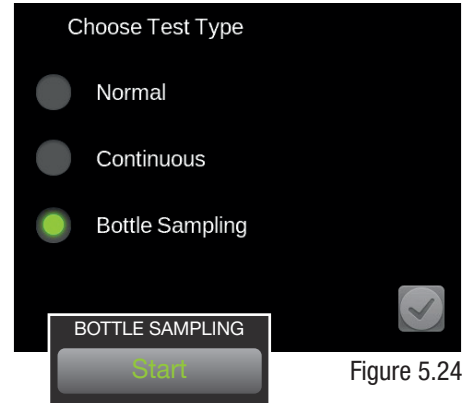 Choose Test Type
Normal
Continuous
Bottle Sampling
BOTTLE SAMPLING
Start
Figure 5.24